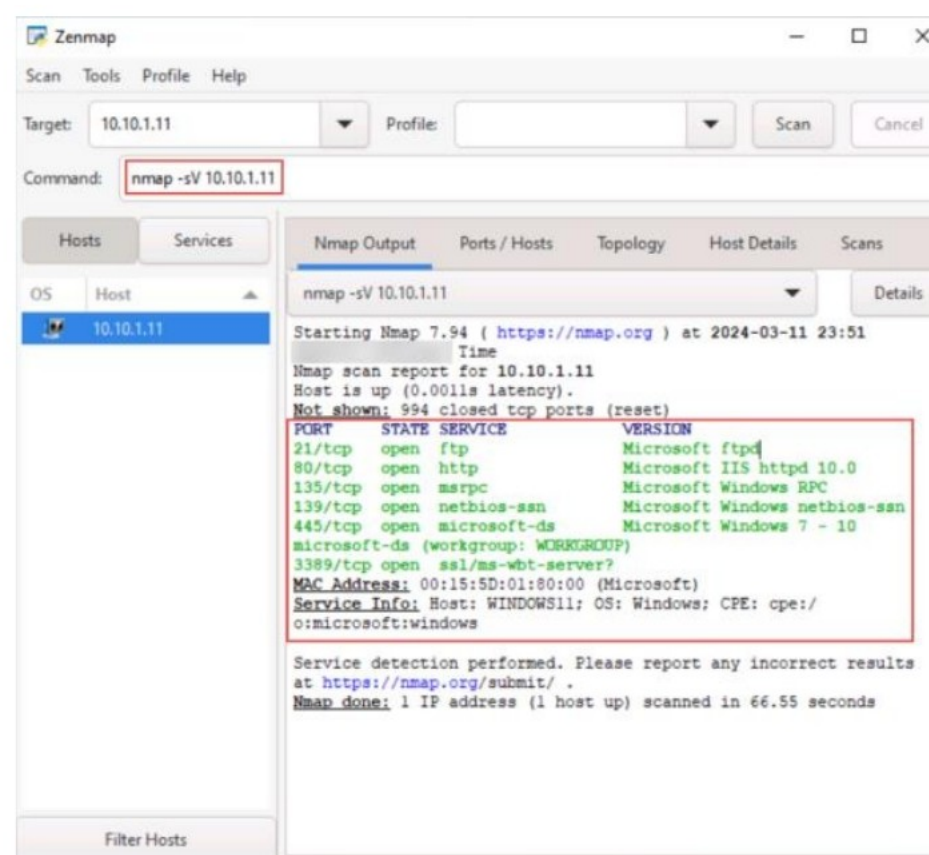 Zenmap
Scan Tools Profile Help
Target: 10.10.1.11 Profile: Scan Cancel
Command: nmap -sV 10.10.1.11
Hosts Services
Nmap Output Ports / Hosts Topology Host Details Scans
OS Host
nmap -sV 10.10.1.11 Details
10.10.1.11
Starting Nmap 7.94 ( https://nmap.org ) at 2024-03-11 23:51
Time
Nmap scan report for 10.10.1.11
Host is up (0.0011s latency).
Not shown: 994 closed tcp ports (reset)
PORT STATE SERVICE VERSION
21/tcp open ftp Microsoft ftpd
80/tcp open http Microsoft IIS httpd 10.0
135/tcp open msrpc Microsoft Windows RPC
139/tcp open netbios-ssn Microsoft Windows netbios-ssn
445/tcp open microsoft-ds Microsoft Windows 7 - 10
microsoft-ds (workgroup: WORKGROUP)
3389/tcp open ssl/ms-wbt-server?
MAC Address: 00:15:5D:01:80:00 (Microsoft)
Service Info: Host: WINDOWS11; OS: Windows; CPE: cpe:/
o:microsoft:windows
Service detection performed. Please report any incorrect results
at https://nmap.org/submit/ .
Nmap done: 1 IP address (1 host up) scanned in 66.55 seconds
Filter Hosts